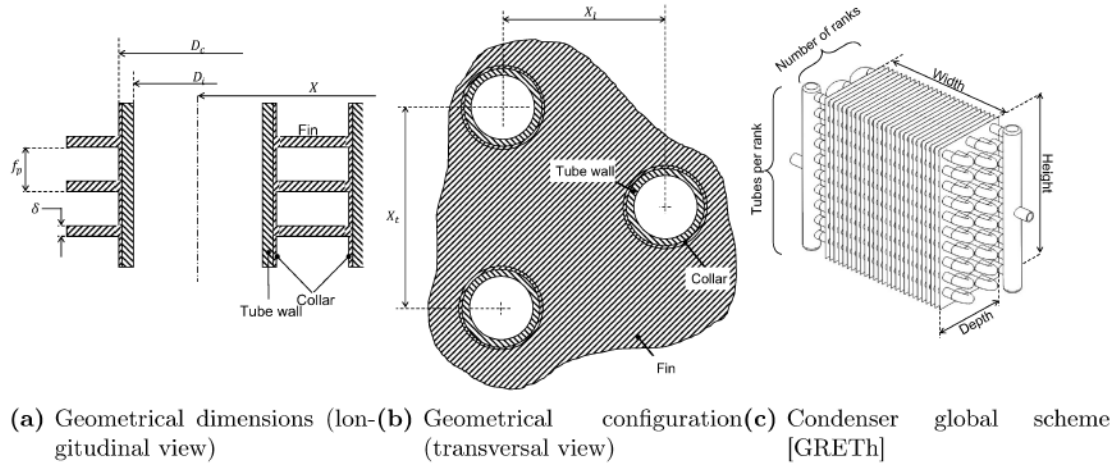 D_c
D_i
X
Fin
f_p
δ
Collar
Tube wall
X_l
Tube wall
X_t
Collar
Fin
Number of ranks
Width
Tubes per rank
Height
Depth
(a) Geometrical dimensions (lon-
gitudinal view)
(b) Geometrical configuration
(transversal view)
(c) Condenser global scheme
[GRETh]